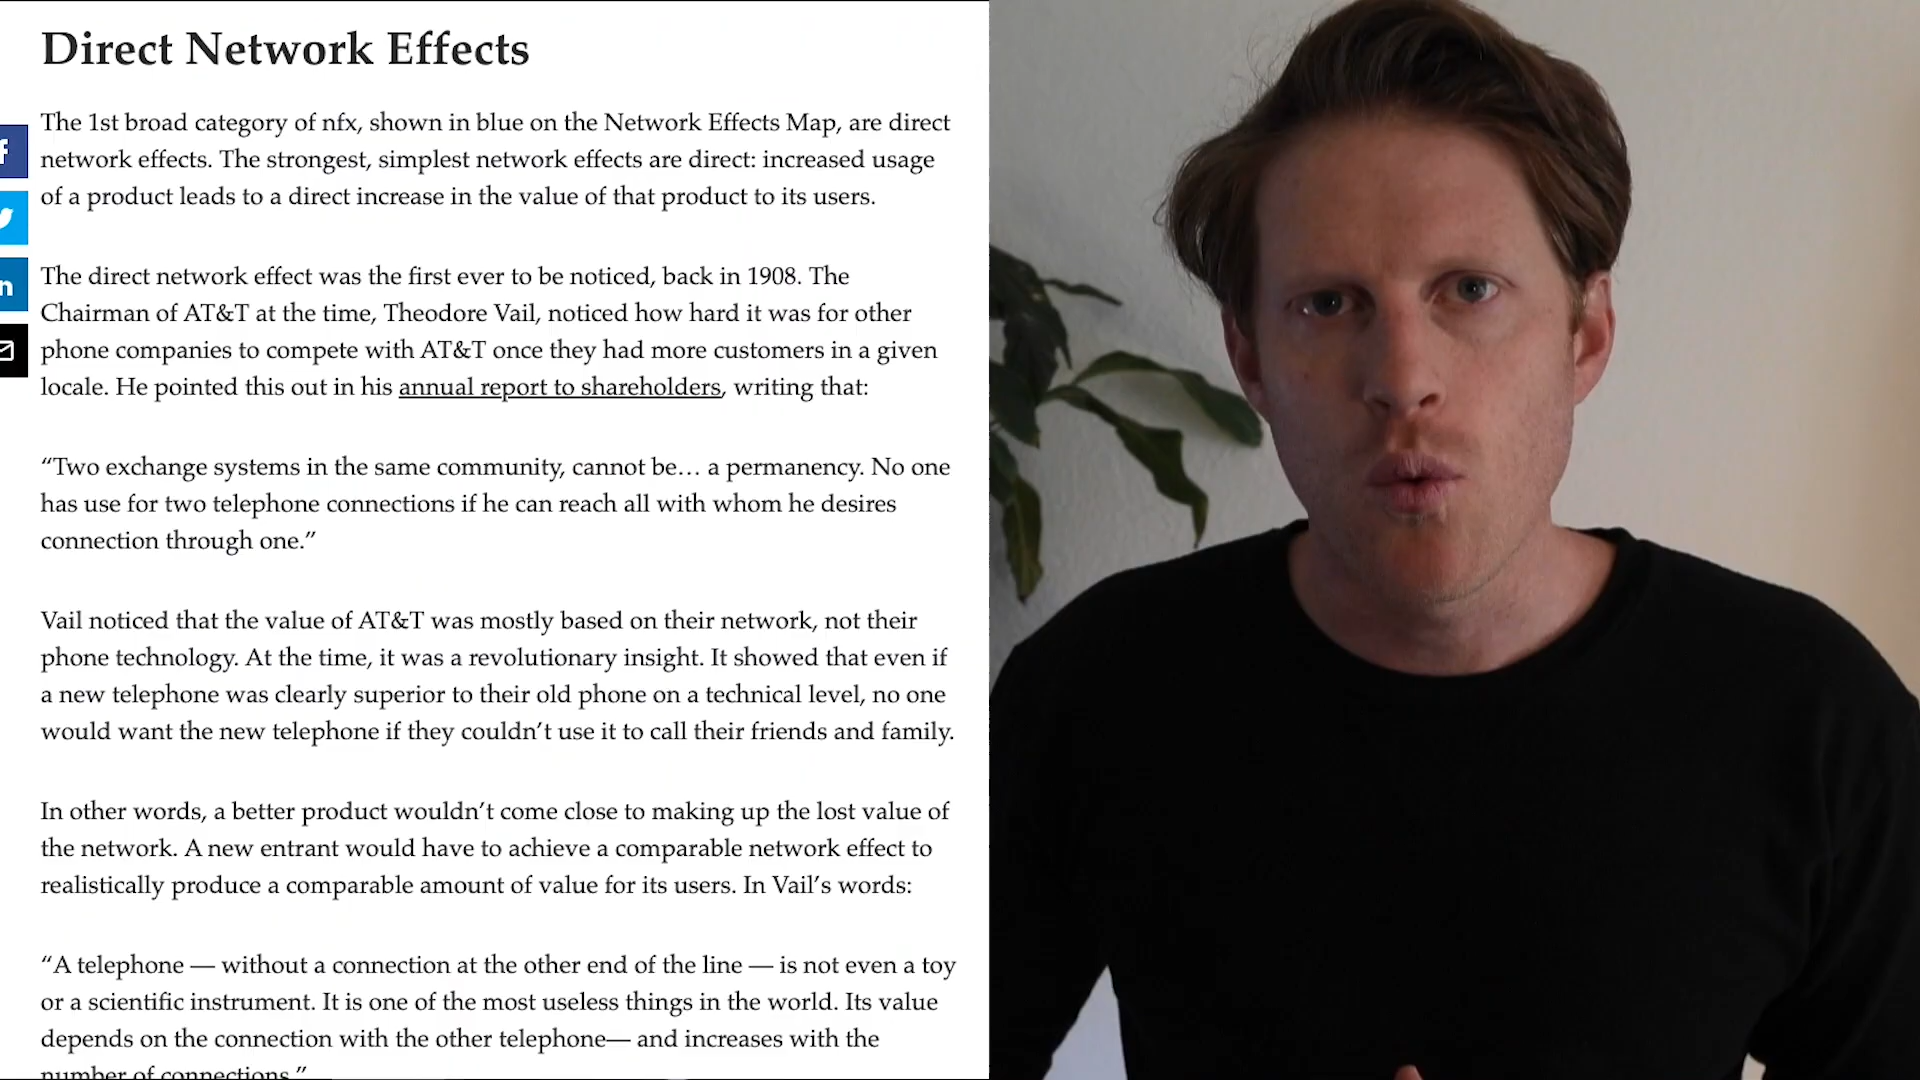 Direct Network Effects
The 1st broad category of nfx, shown in blue on the Network Effects Map, are direct
network effects. The strongest, simplest network effects are direct: increased usage
of a product leads to a direct increase in the value of that product to its users.
The direct network effect was the first ever to be noticed, back in 1908. The
Chairman of AT&T at the time, Theodore Vail, noticed how hard it was for other
phone companies to compete with AT&T once they had more customers in a given
locale. He pointed this out in his annual report to shareholders, writing that:
“Two exchange systems in the same community, cannot be… a permanency. No one
has use for two telephone connections if he can reach all with whom he desires
connection through one.”
Vail noticed that the value of AT&T was mostly based on their network, not their
phone technology. At the time, it was a revolutionary insight. It showed that even if
a new telephone was clearly superior to their old phone on a technical level, no one
would want the new telephone if they couldn’t use it to call their friends and family.
In other words, a better product wouldn’t come close to making up the lost value of
the network. A new entrant would have to achieve a comparable network effect to
realistically produce a comparable amount of value for its users. In Vail’s words:
“A telephone — without a connection at the other end of the line — is not even a toy
or a scientific instrument. It is one of the most useless things in the world. Its value
depends on the connection with the other telephone— and increases with the
number of connections.”